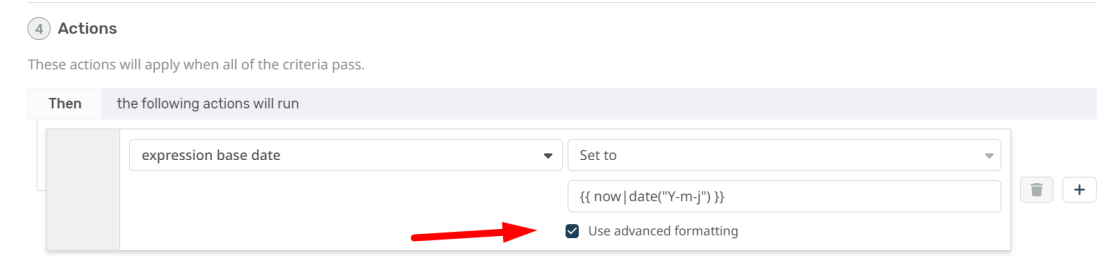 4 Actions
These actions will apply when all of the criteria pass.
Then the following actions will run
expression base date Set to
{{ now|date("Y-m-j") }}
Use advanced formatting